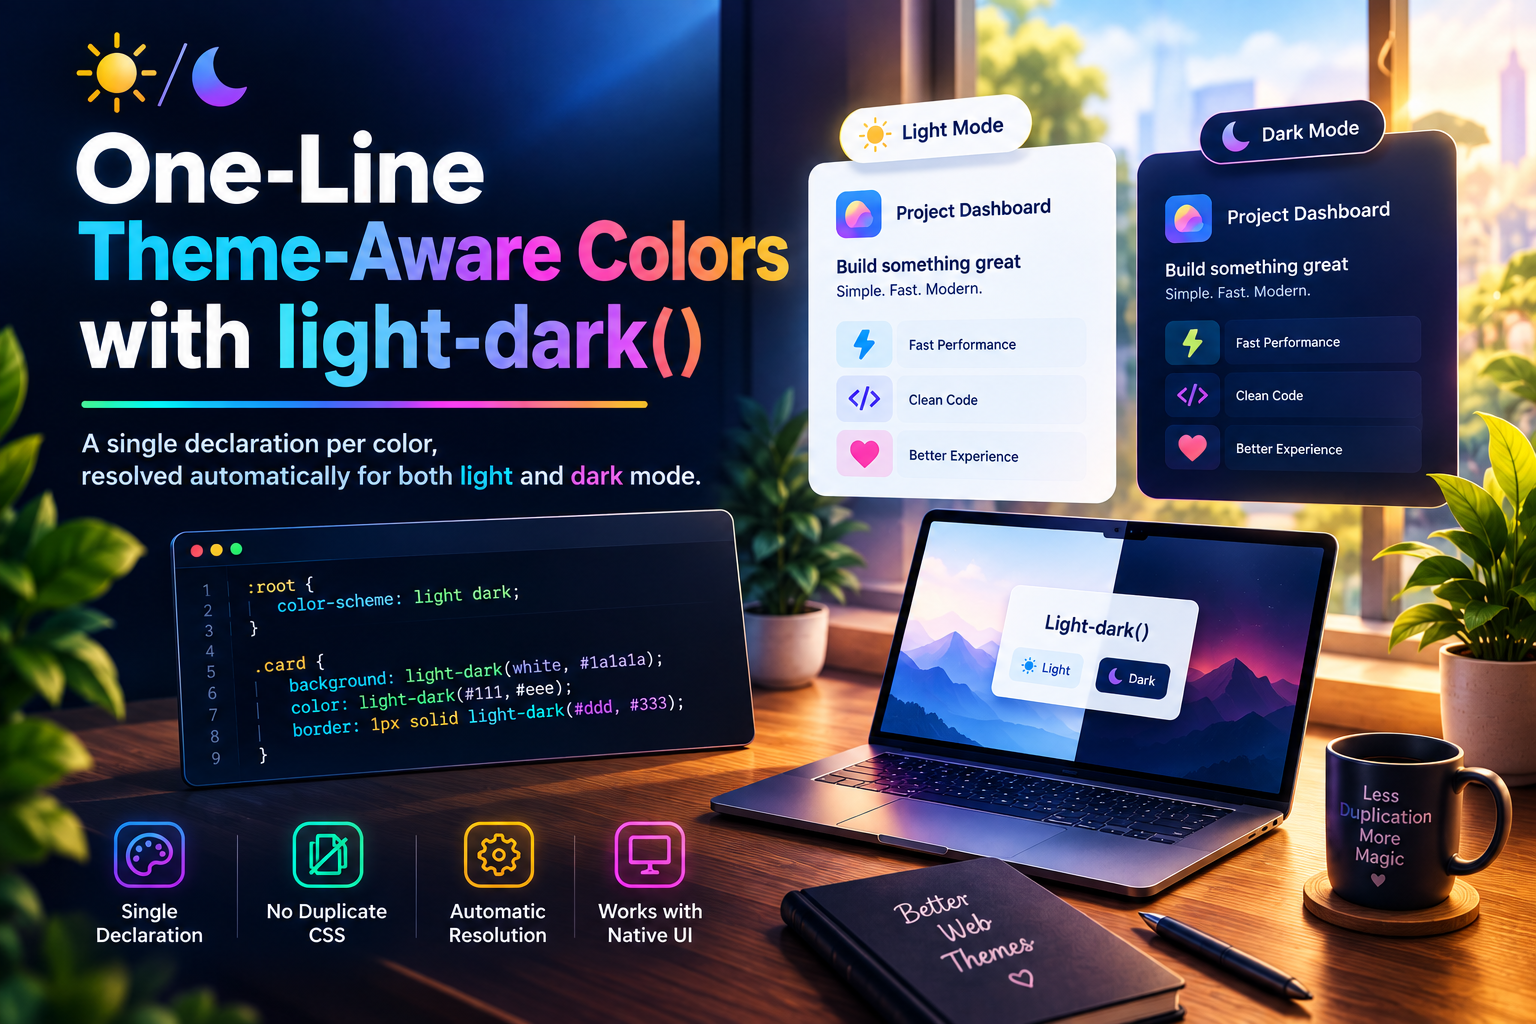 One-Line
Theme-Aware Colors
with light-dark()
A single declaration per color,
resolved automatically for both light and dark mode.
1 :root {
2 color-scheme: light dark;
3 }
4
5 .card {
6 background: light-dark(white, #1a1a1a);
7 color: light-dark(#111, #eee);
8 border: 1px solid light-dark(#ddd, #333);
9 }
Single
Declaration
No Duplicate
CSS
Automatic
Resolution
Works with
Native UI
Light Mode
Project Dashboard
Build something great
Simple. Fast. Modern.
Fast Performance
</>
Clean Code
Better Experience
Dark Mode
Project Dashboard
Build something great
Simple. Fast. Modern.
Fast Performance
</>
Clean Code
Better Experience
Light-dark()
Light
Dark
Better
Web
Themes
Less
Duplication
More
Magic